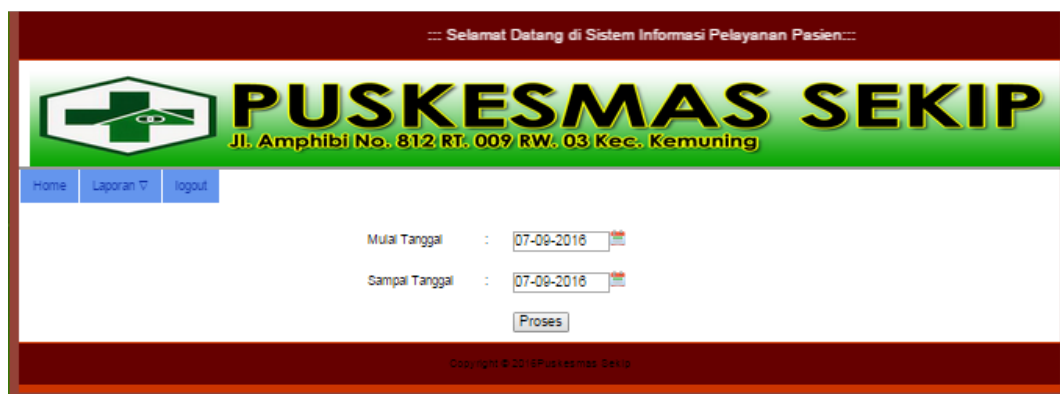 ::: Selamat Datang di Sistem Informasi Pelayanan Pasien:::
PUSKESMAS SEKIP
Jl. Amphibi No. 812 RT. 009 RW. 03 Kec. Kemuning
Home Laporan ▽ logout
Mulai Tanggal : 07-09-2016
Sampai Tanggal : 07-09-2016
Proses
Copyright © 2016Puskesmas Sekip